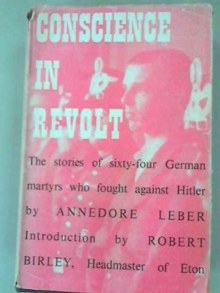 CONSCIENCE
IN
REVOLT
The stories of sixty-four German
martyrs who fought against Hitler
by ANNEDORE LEBER
Introduction by ROBERT
BIRLEY, Headmaster of Eton